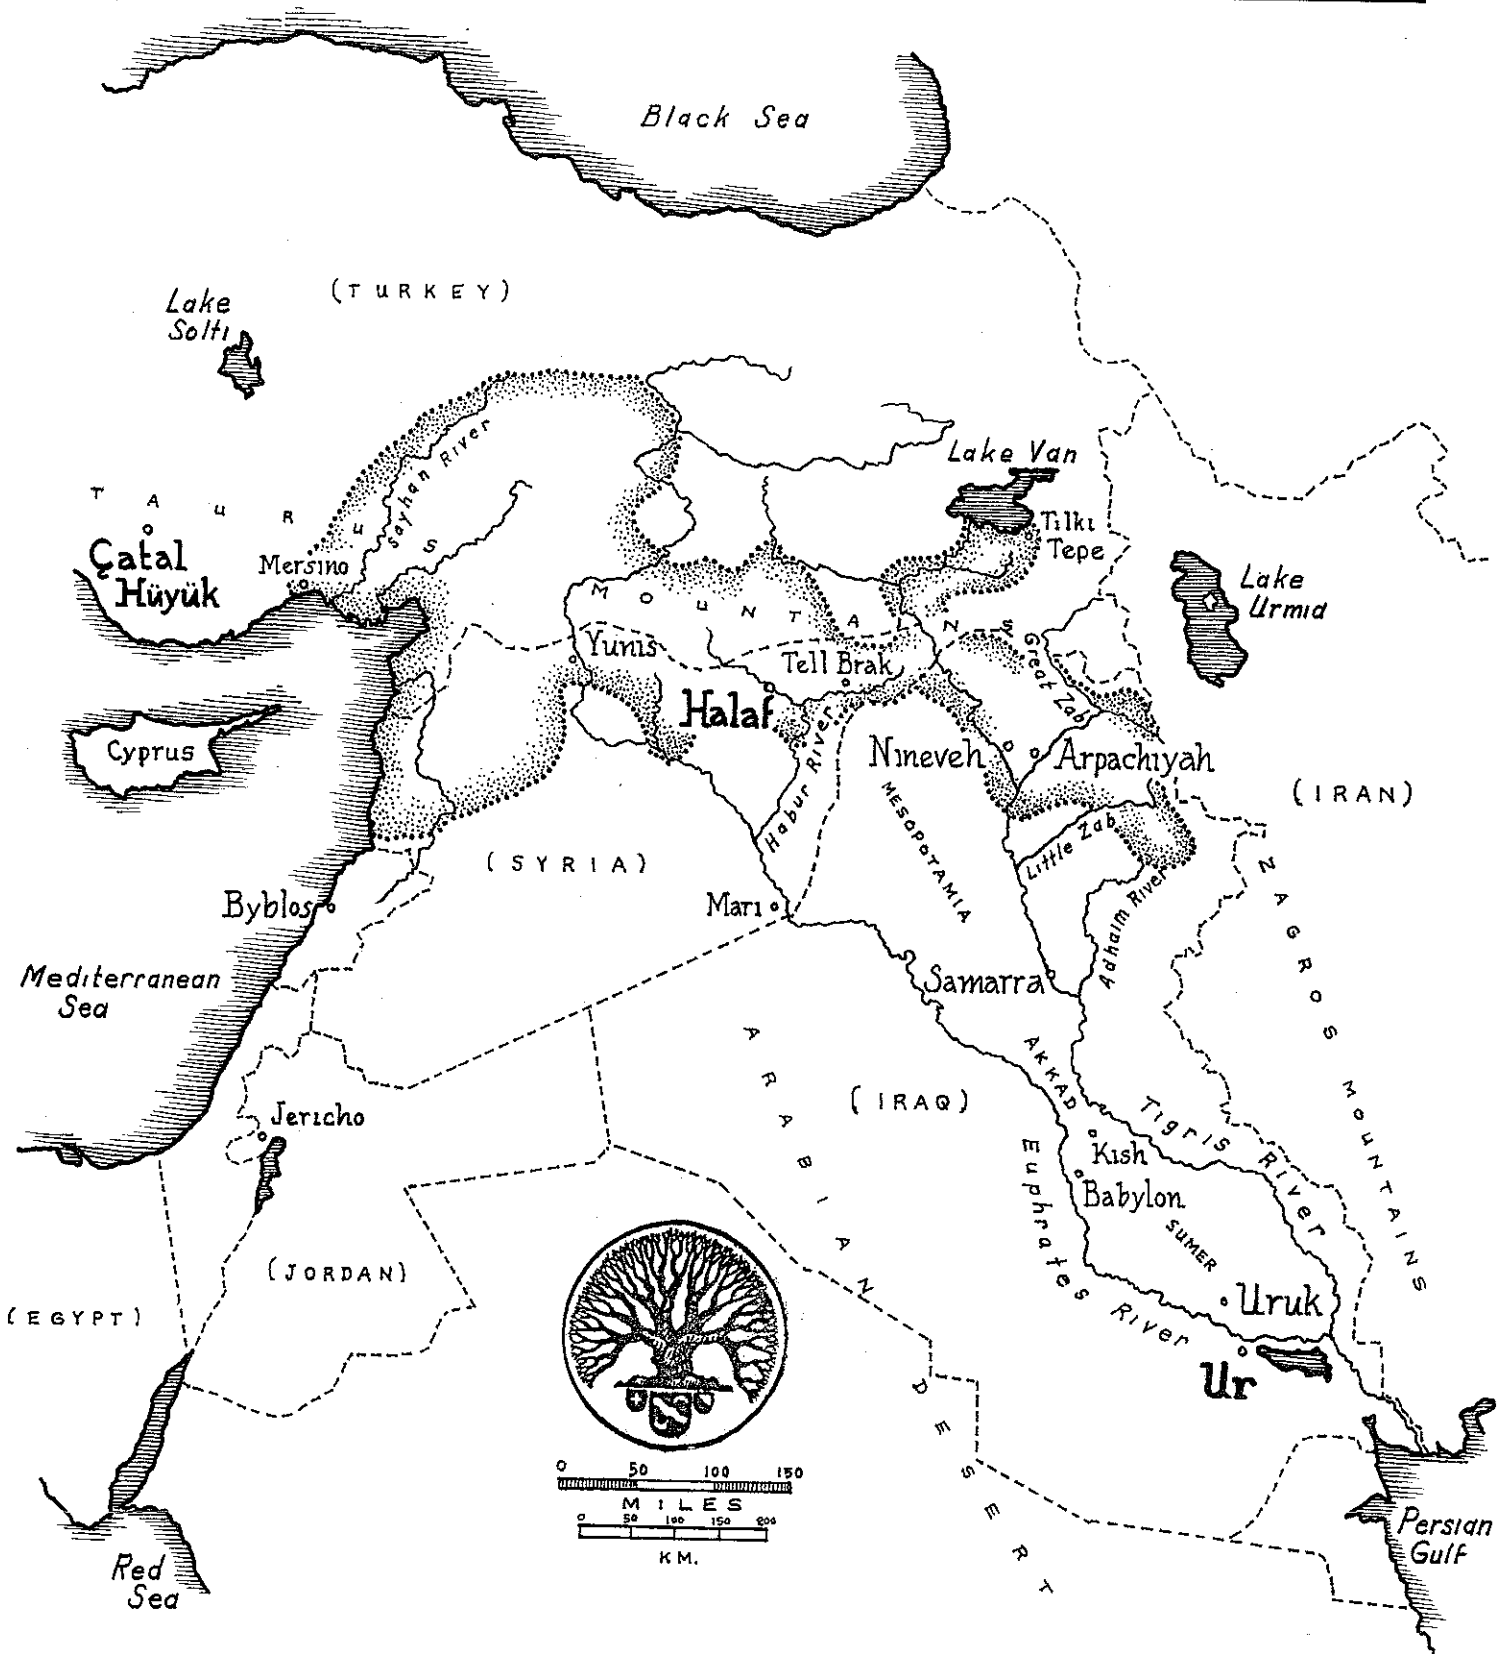 Black Sea
(TURKEY)
Lake
Solti
Sayhan River
Lake Van
TAURUS
MOUNTAINS
Çatal
Hüyük
Mersin
Tilki
Tepe
Lake
Urmia
Yunis
Tell Brak
Great Zab
Halaf
Cyprus
Nineveh
Arpachiyah
(IRAN)
Habur River
MESOPOTAMIA
Little Zab
(SYRIA)
Adhaim River
ZAGROS MOUNTAINS
Byblos
Mari
Mediterranean
Sea
Samarra
ARABIAN DESERT
AKKAD
(IRAQ)
Jericho
Tigris River
Kish
Euphrates River
Babylon
SUMER
(JORDAN)
(EGYPT)
Uruk
Ur
0 50 100 150
MILES
0 50 100 150 200
KM.
Persian
Gulf
Red
Sea